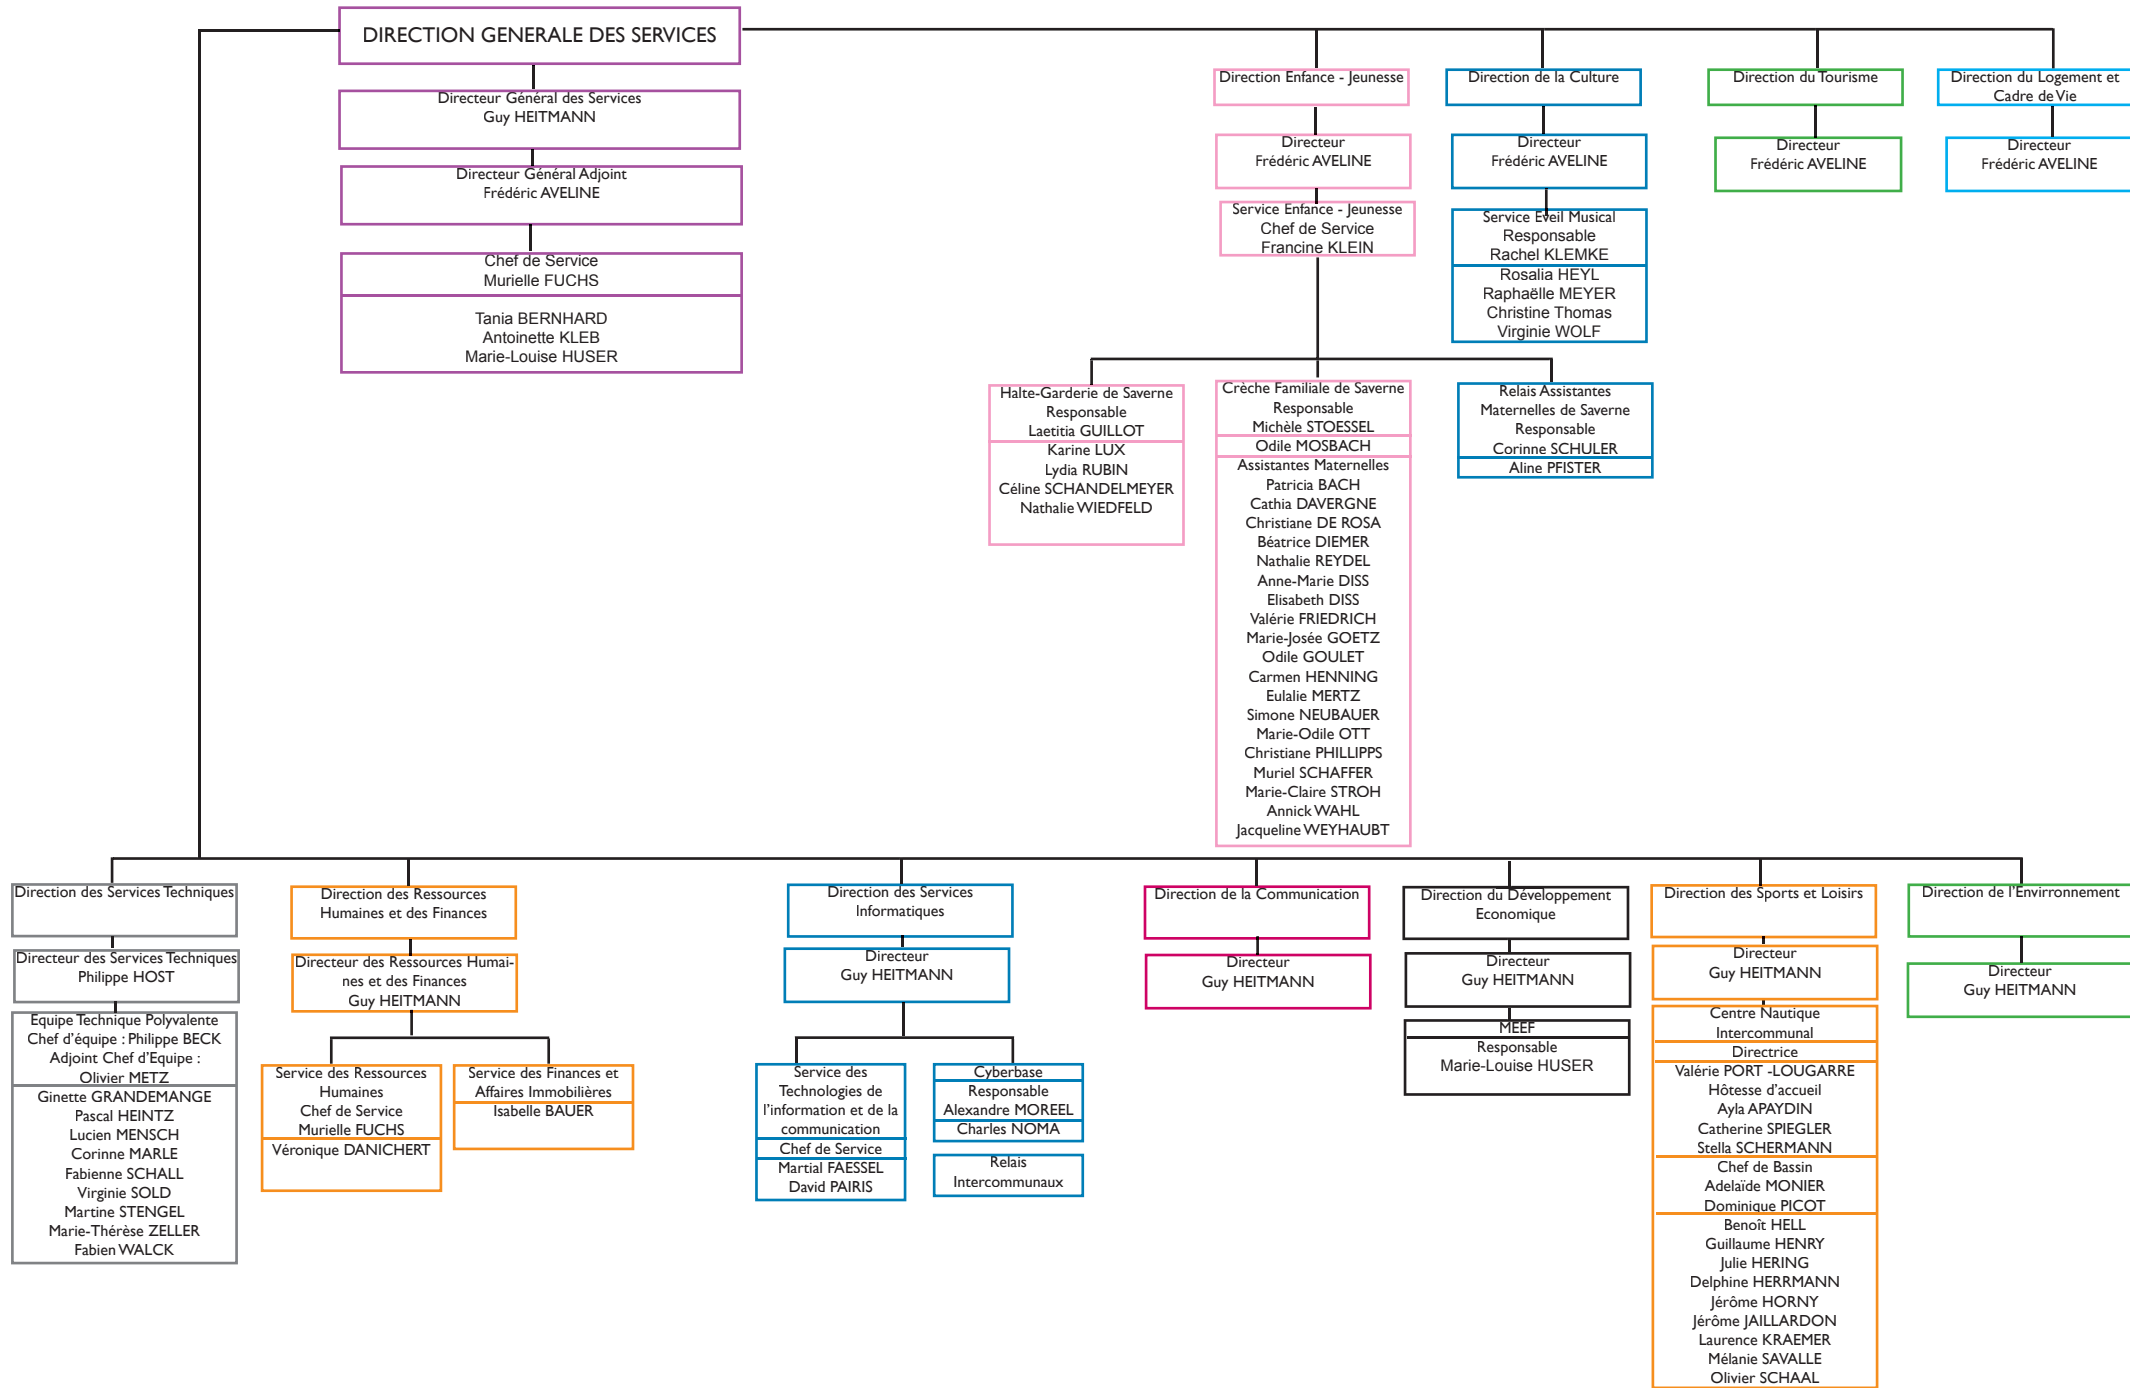 DIRECTION GENERALE DES SERVICES
Directeur Général des Services
Guy HEITMANN
Directeur Général Adjoint
Frédéric AVELINE
Chef de Service
Murielle FUCHS
Tania BERNHARD
Antoinette KLEB
Marie-Louise HUSER
Direction Enfance - Jeunesse
Directeur
Frédéric AVELINE
Service Enfance - Jeunesse
Chef de Service
Francine KLEIN
Direction de la Culture
Directeur
Frédéric AVELINE
Service Eveil Musical
Responsable
Rachel KLEMKE
Rosalia HEYL
Raphaëlle MEYER
Christine Thomas
Virginie WOLF
Direction du Tourisme
Directeur
Frédéric AVELINE
Direction du Logement et
Cadre de Vie
Directeur
Frédéric AVELINE
Halte-Garderie de Saverne
Responsable
Laetitia GUILLOT
Karine LUX
Lydia RUBIN
Céline SCHANDELMEYER
Nathalie WIEDFELD
Crèche Familiale de Saverne
Responsable
Michèle STOESSEL
Odile MOSBACH
Assistantes Maternelles
Patricia BACH
Cathia DAVERGNE
Christiane DE ROSA
Béatrice DIEMER
Nathalie REYDEL
Anne-Marie DISS
Elisabeth DISS
Valérie FRIEDRICH
Marie-Josée GOETZ
Odile GOULET
Carmen HENNING
Eulalie MERTZ
Simone NEUBAUER
Marie-Odile OTT
Christiane PHILLIPPS
Muriel SCHAFFER
Marie-Claire STROH
Annick WAHL
Jacqueline WEYHAUBT
Relais Assistantes
Maternelles de Saverne
Responsable
Corinne SCHULER
Aline PFISTER
Direction des Services Techniques
Directeur des Services Techniques
Philippe HOST
Equipe Technique Polyvalente
Chef d'équipe : Philippe BECK
Adjoint Chef d'Equipe :
Olivier METZ
Ginette GRANDEMANGE
Pascal HEINTZ
Lucien MENSCH
Corinne MARLE
Fabienne SCHALL
Virginie SOLD
Martine STENGEL
Marie-Thérèse ZELLER
Fabien WALCK
Direction des Ressources
Humaines et des Finances
Directeur des Ressources Humai-
nes et des Finances
Guy HEITMANN
Service des Ressources
Humaines
Chef de Service
Murielle FUCHS
Véronique DANICHERT
Service des Finances et
Affaires Immobilières
Isabelle BAUER
Direction des Services
Informatiques
Directeur
Guy HEITMANN
Service des
Technologies de
l'information et de la
communication
Chef de Service
Martial FAESSEL
David PAIRIS
Cyberbase
Responsable
Alexandre MOREEL
Charles NOMA
Relais
Intercommunaux
Direction de la Communication
Directeur
Guy HEITMANN
Direction du Développement
Economique
Directeur
Guy HEITMANN
MEEF
Responsable
Marie-Louise HUSER
Direction des Sports et Loisirs
Directeur
Guy HEITMANN
Centre Nautique
Intercommunal
Directrice
Valérie PORT -LOUGARRE
Hôtesse d'accueil
Ayla APAYDIN
Catherine SPIEGLER
Stella SCHERMANN
Chef de Bassin
Adelaïde MONIER
Dominique PICOT
Benoît HELL
Guillaume HENRY
Julie HERING
Delphine HERRMANN
Jérôme HORNY
Jérôme JAILLARDON
Laurence KRAEMER
Mélanie SAVALLE
Olivier SCHAAL
Direction de l'Envirronnement
Directeur
Guy HEITMANN